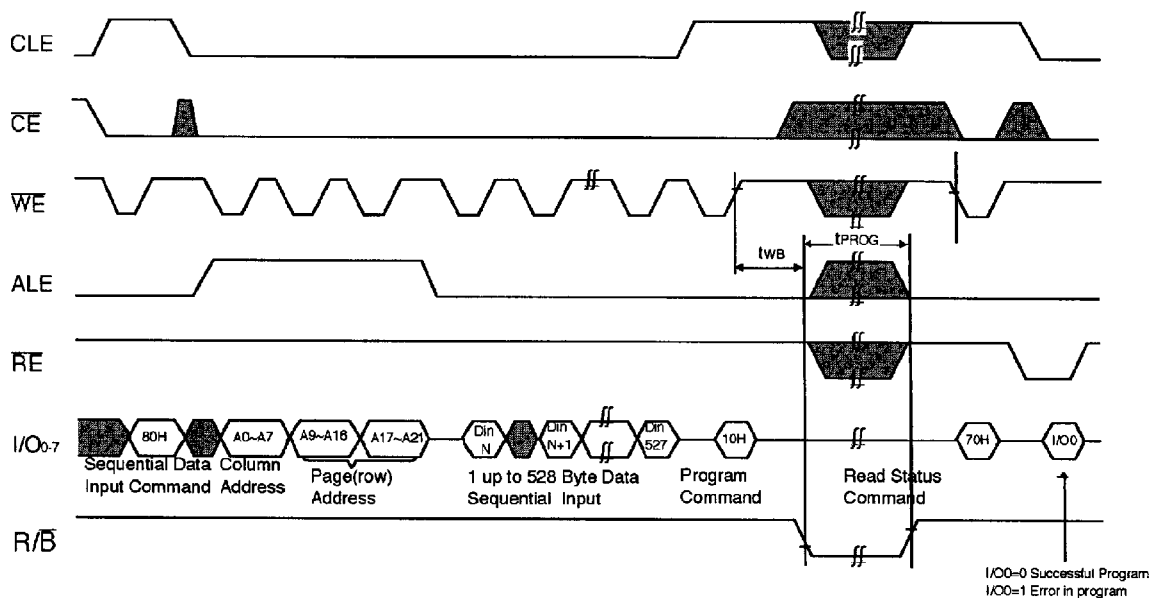 CLE
CE
WE
tWB
tPROG
ALE
RE
I/O0-7
80H
A0~A7
A9~A16
A17~A21
Din N
Din N+1
Din 527
10H
70H
I/O0
Sequential Data Input Command
Column Address
Page(row) Address
1 up to 528 Byte Data Sequential Input
Program Command
Read Status Command
R/B
I/O0=0 Successful Program
I/O0=1 Error in program